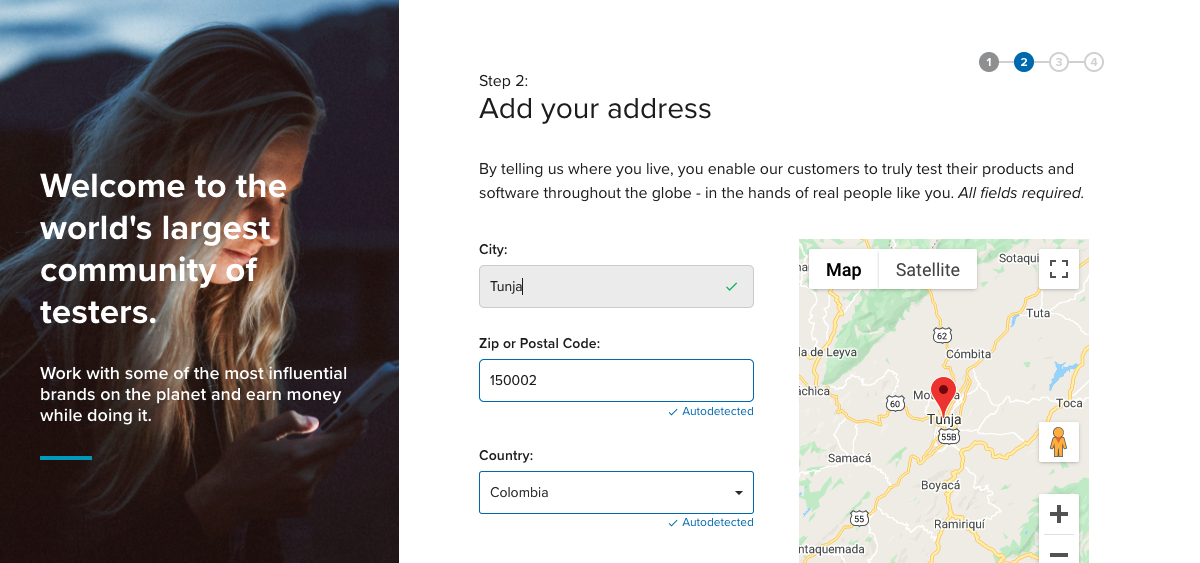 Welcome to the
world's largest
community of
testers.
Work with some of the most influential
brands on the planet and earn money
while doing it.
1 2 3 4
Step 2:
Add your address
By telling us where you live, you enable our customers to truly test their products and
software throughout the globe - in the hands of real people like you. All fields required.
City:
Tunja
Zip or Postal Code:
150002
Autodetected
Country:
Colombia
Autodetected
Map Satellite
Sotaqui
Tuta
62
la de Leyva
Cómbita
áchica
60
Mo
Toca
Tunja
55B
Samacá
Boyacá
55
Ramiriquí
ntaquemada